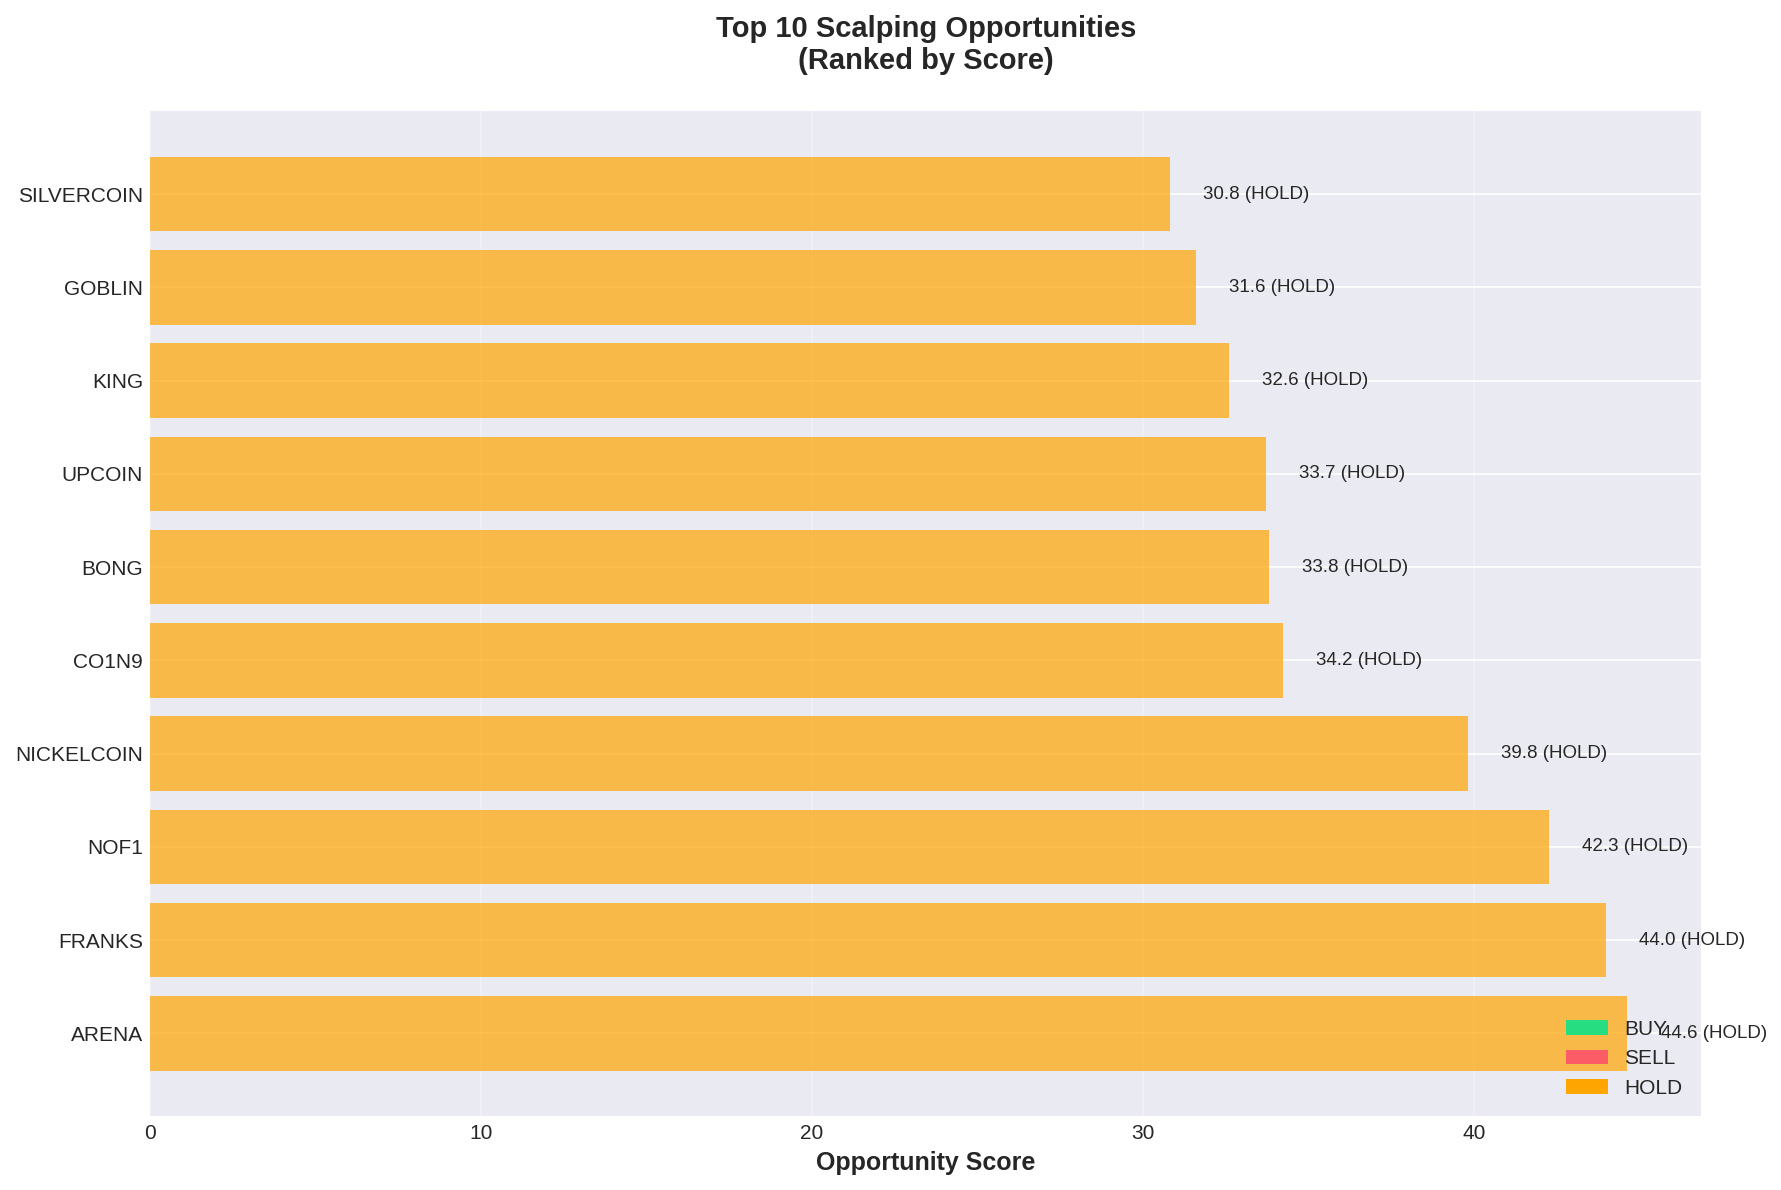 Top 10 Scalping Opportunities
(Ranked by Score)
SILVERCOIN
30.8 (HOLD)
GOBLIN
31.6 (HOLD)
KING
32.6 (HOLD)
UPCOIN
33.7 (HOLD)
BONG
33.8 (HOLD)
CO1N9
34.2 (HOLD)
NICKELCOIN
39.8 (HOLD)
NOF1
42.3 (HOLD)
FRANKS
44.0 (HOLD)
ARENA
44.6 (HOLD)
BUY
SELL
HOLD
0 10 20 30 40
Opportunity Score